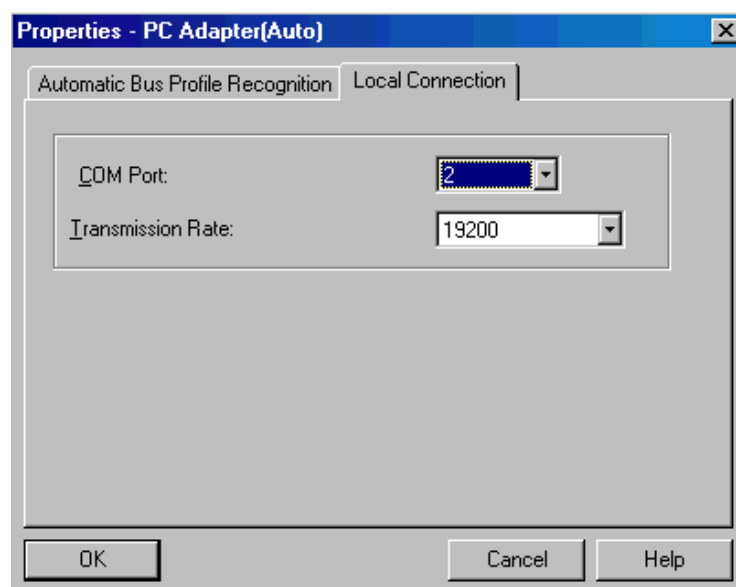 Properties - PC Adapter(Auto)
Automatic Bus Profile Recognition Local Connection
COM Port: 2
Transmission Rate: 19200
OK Cancel Help